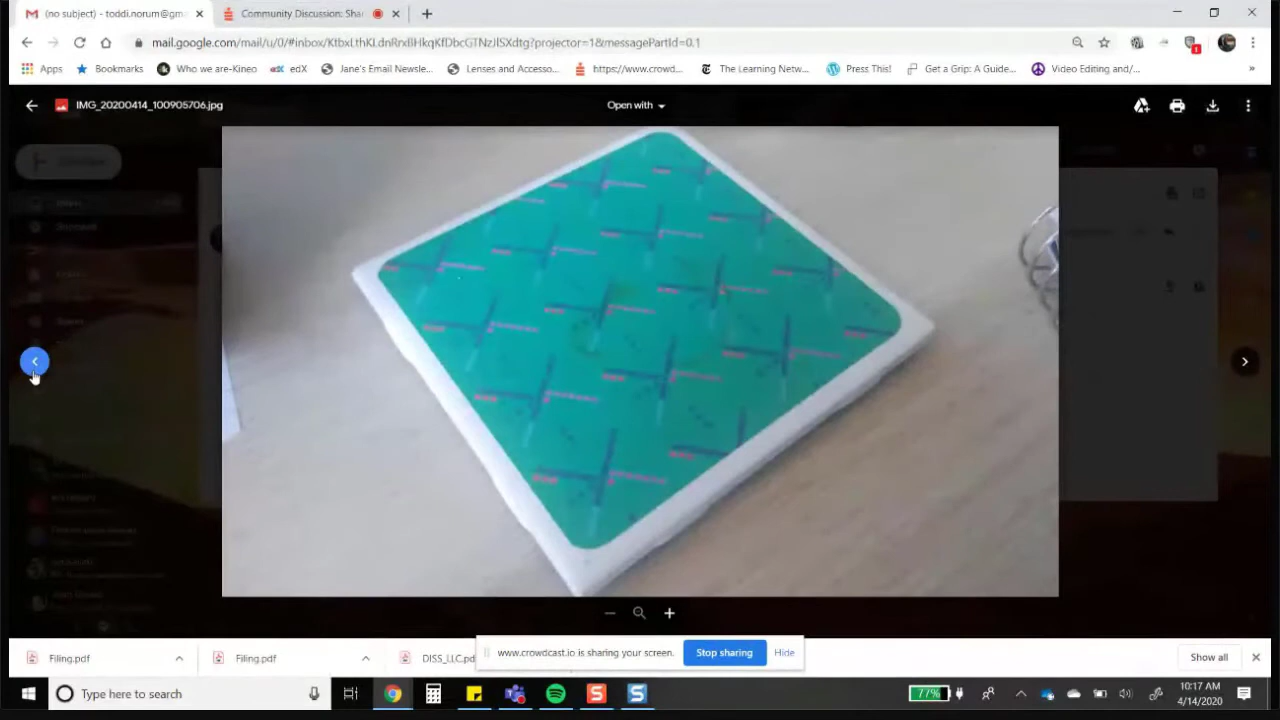 (no subject) - toddi.norum@gm
Community Discussion: Sha
mail.google.com/mail/u/0/#inbox/KtbxLthKLdnRnxlHkqKfDbcGTNzJlSXdtg?projector=1&messagePartId=0.1
Apps
Bookmarks
Who we are-Kineo
edX
Jane's Email Newsle...
Lenses and Accesso...
https://www.crowd...
The Learning Netw...
Press This!
Get a Grip: A Guide...
Video Editing and/...
»
IMG_20200414_100905706.jpg
Open with
www.crowdcast.io is sharing your screen.
Stop sharing
Hide
Filing.pdf
Filing.pdf
DISS_LLC.pd
Show all
Type here to search
77%
10:17 AM
4/14/2020